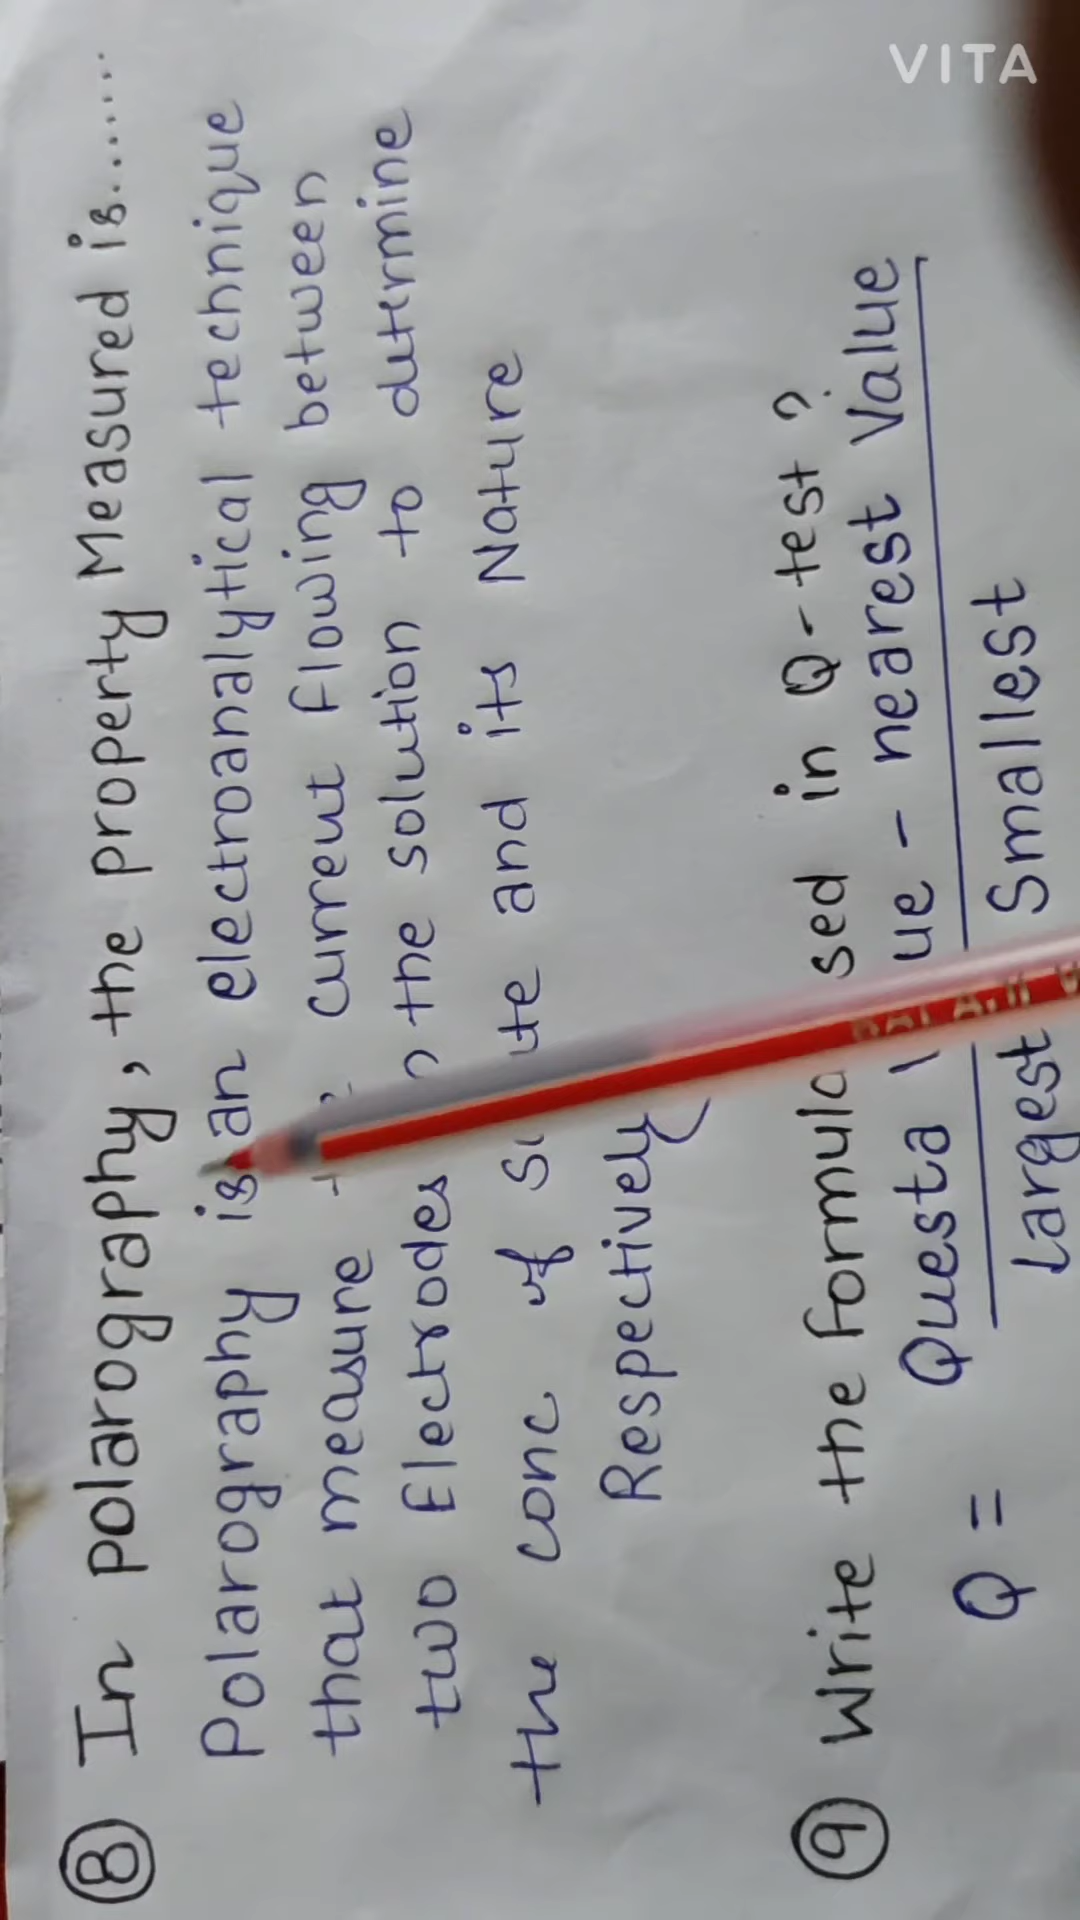 VITA
⑧ In polarography, the property Measured is......
Polarography is an electroanalytical technique
that measure current flowing between
two Electrodes the solution to dutermine
the conc of and its Nature
Respectively
⑨ Write the formula sed in Q-test?
Q = Questa ue - nearest Value
Largest Smallest